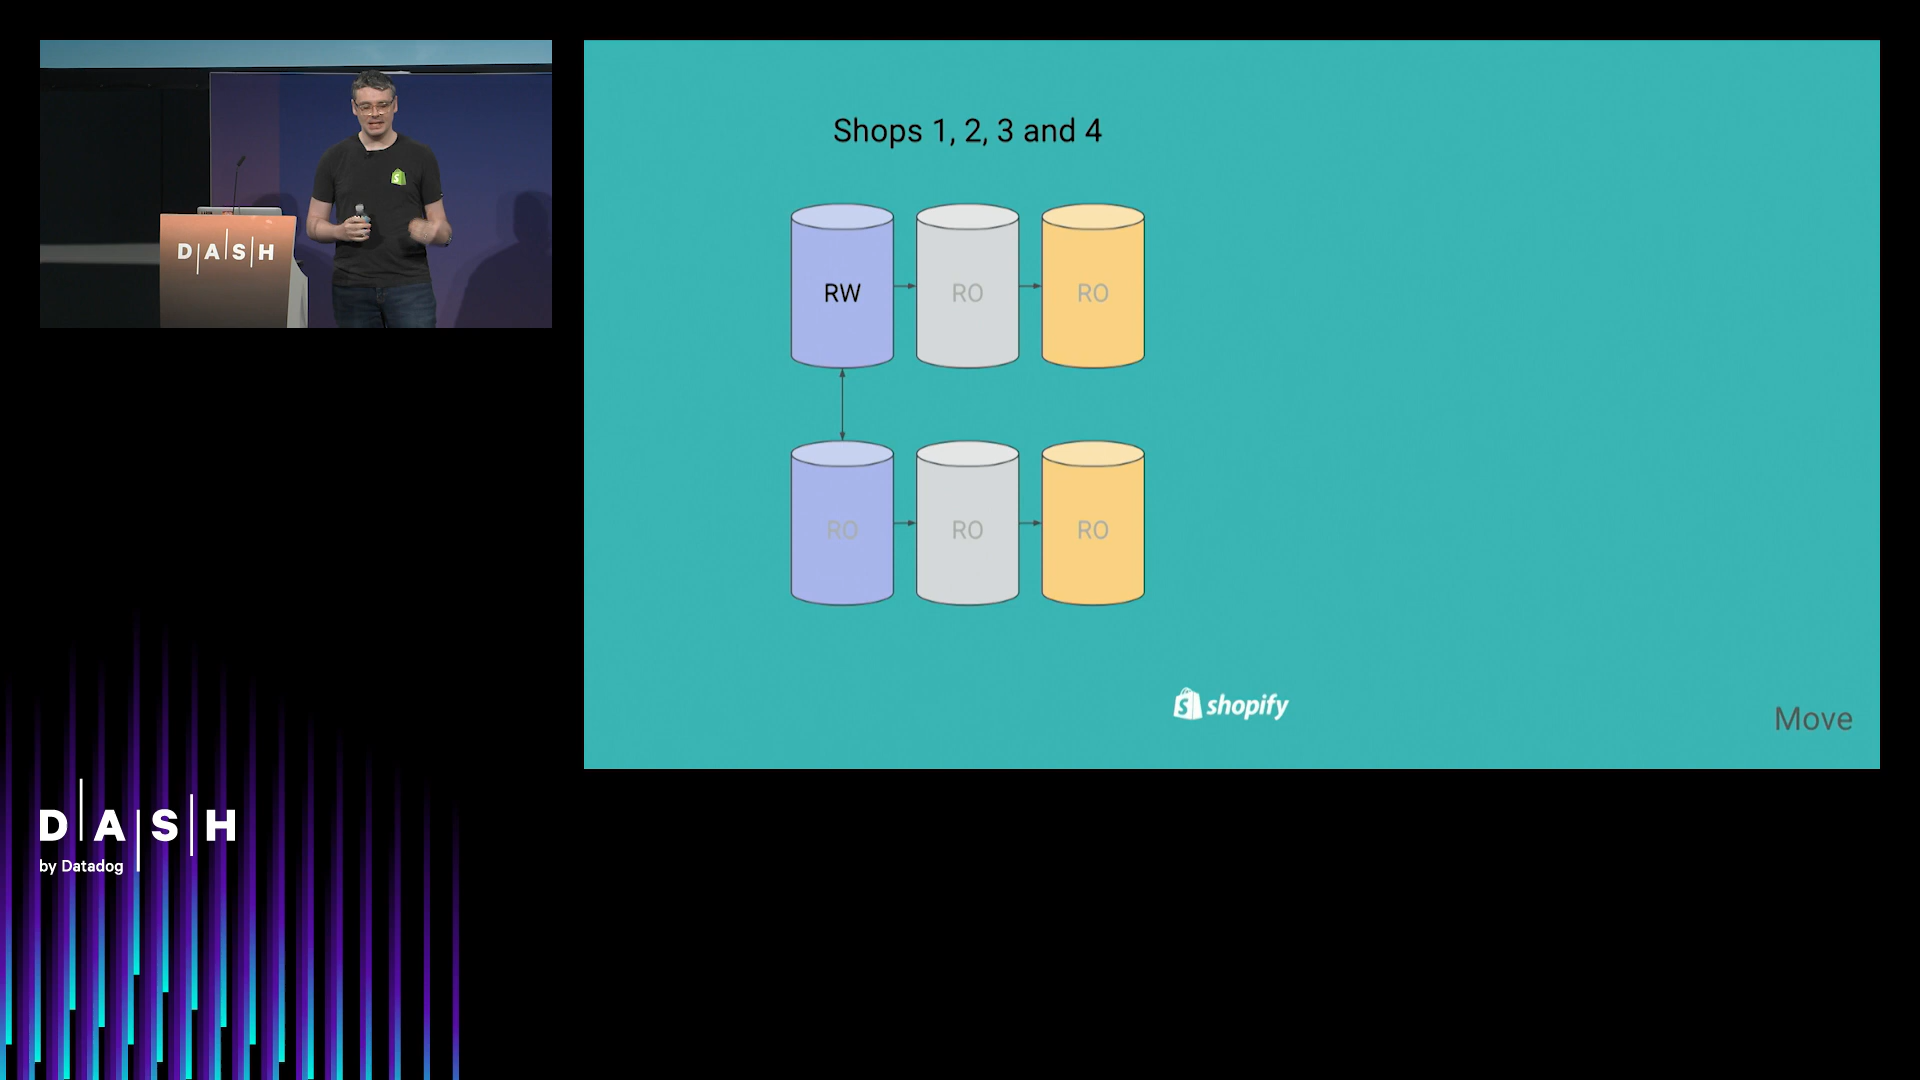 D|A|S|H
Shops 1, 2, 3 and 4
RW
RO
RO
RO
RO
RO
shopify
Move
D|A|S|H
by Datadog